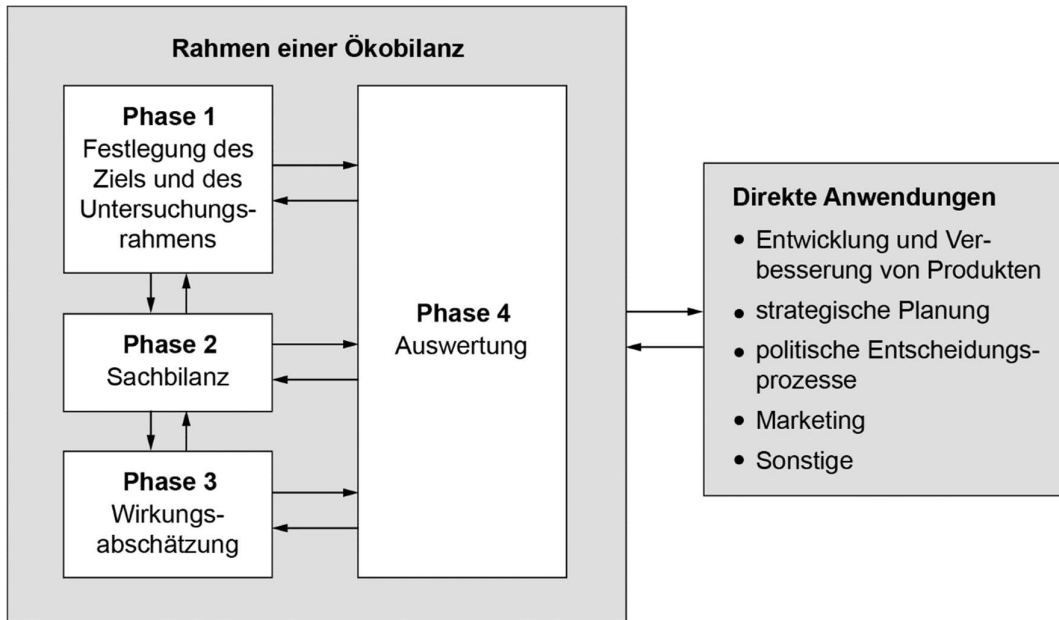 Rahmen einer Ökobilanz
Phase 1
Festlegung des
Ziels und des
Untersuchungs-
rahmens
Phase 2
Sachbilanz
Phase 3
Wirkungs-
abschätzung
Phase 4
Auswertung
Direkte Anwendungen
• Entwicklung und Ver-
besserung von Produkten
• strategische Planung
• politische Entscheidungs-
prozesse
• Marketing
• Sonstige